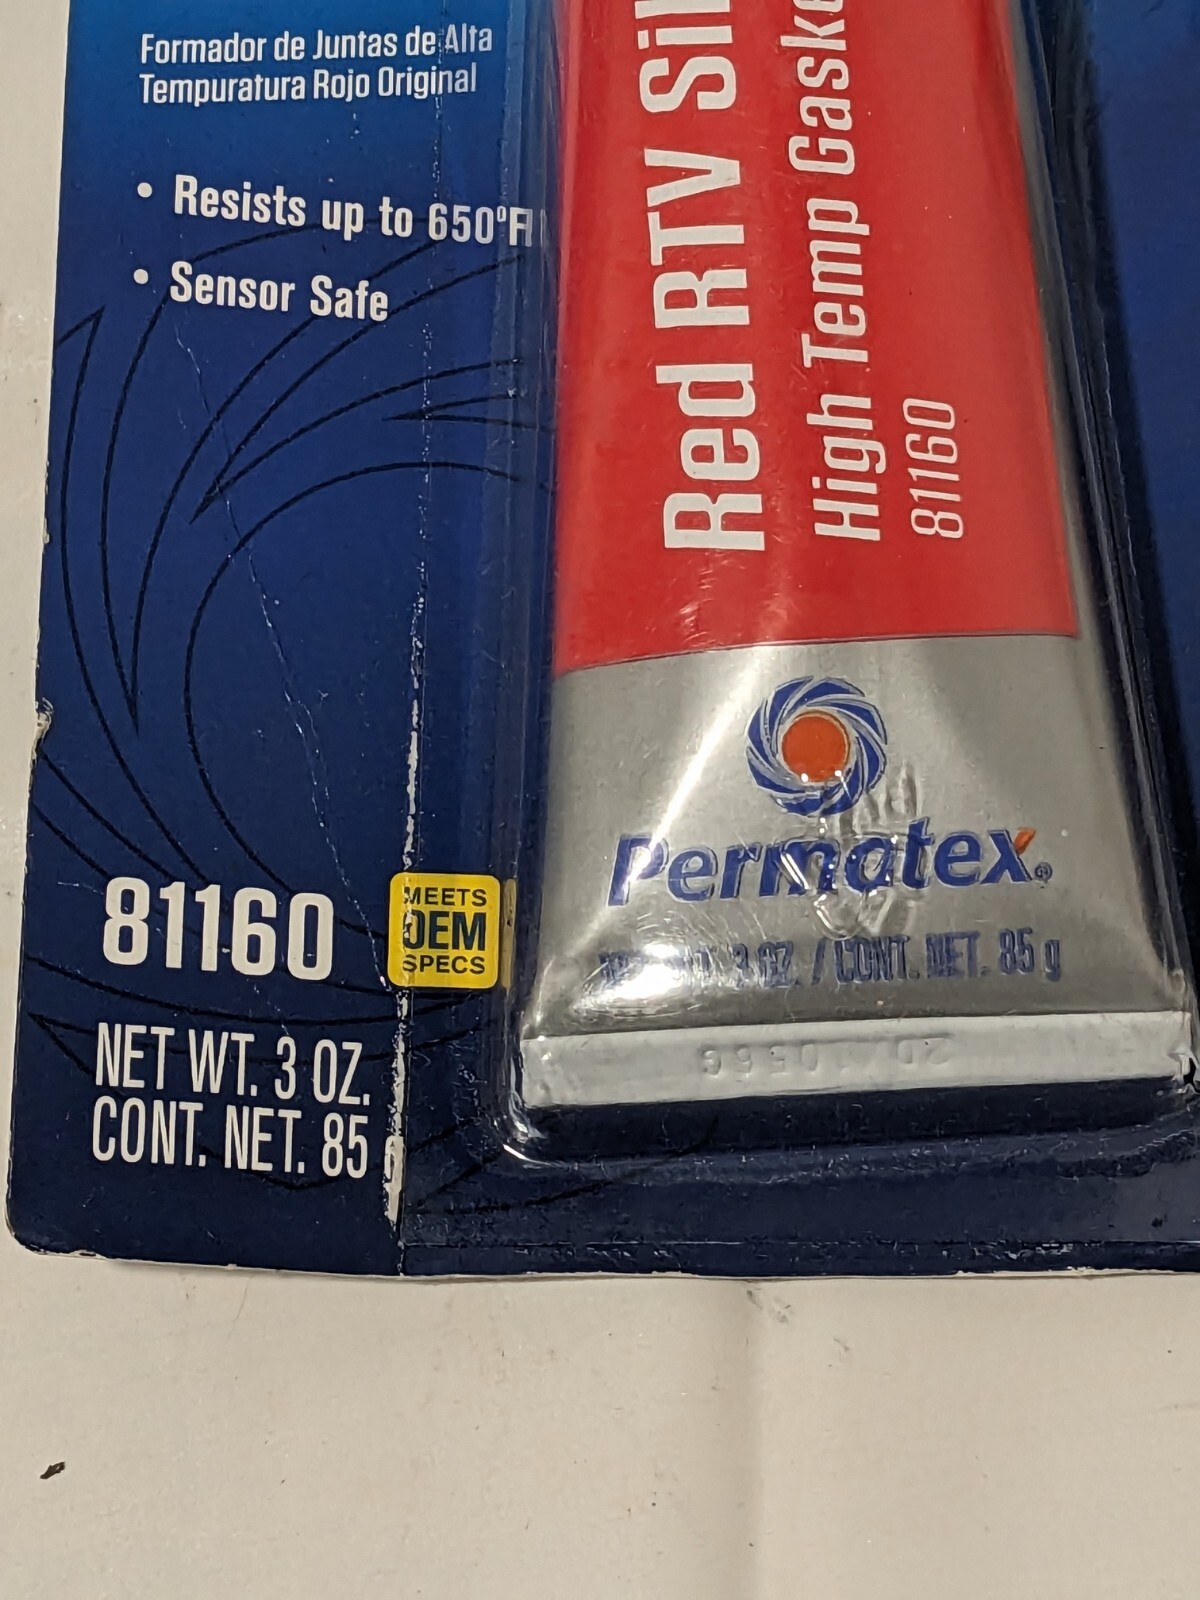 Formador de Juntas de Alta
Tempuratura Rojo Original
• Resists up to 650°F
• Sensor Safe
81160
MEETS
OEM
SPECS
NET WT. 3 OZ.
CONT. NET. 85
Red RTV Sil
High Temp Gaske
81160
Permatex®
3 OZ. / CONT. NET. 85 g